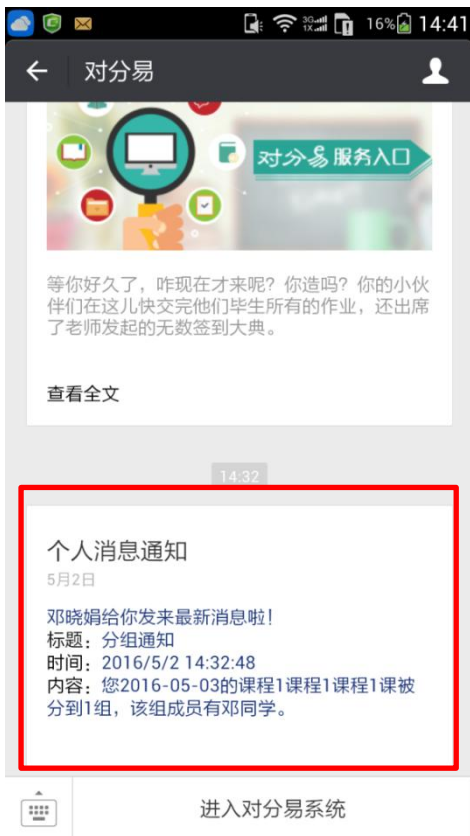 3G
1X
16%
14:41
对分易
对分易服务入口
等你好久了，咋现在才来呢？你造吗？你的小伙
伴们在这儿快交完他们毕生所有的作业，还出席
了老师发起的无数签到大典。
查看全文
14:32
个人消息通知
5月2日
邓晓娟给你发来最新消息啦！
标题：分组通知
时间：2016/5/2 14:32:48
内容：您2016-05-03的课程1课程1课程1课被
分到1组，该组成员有邓同学。
进入对分易系统